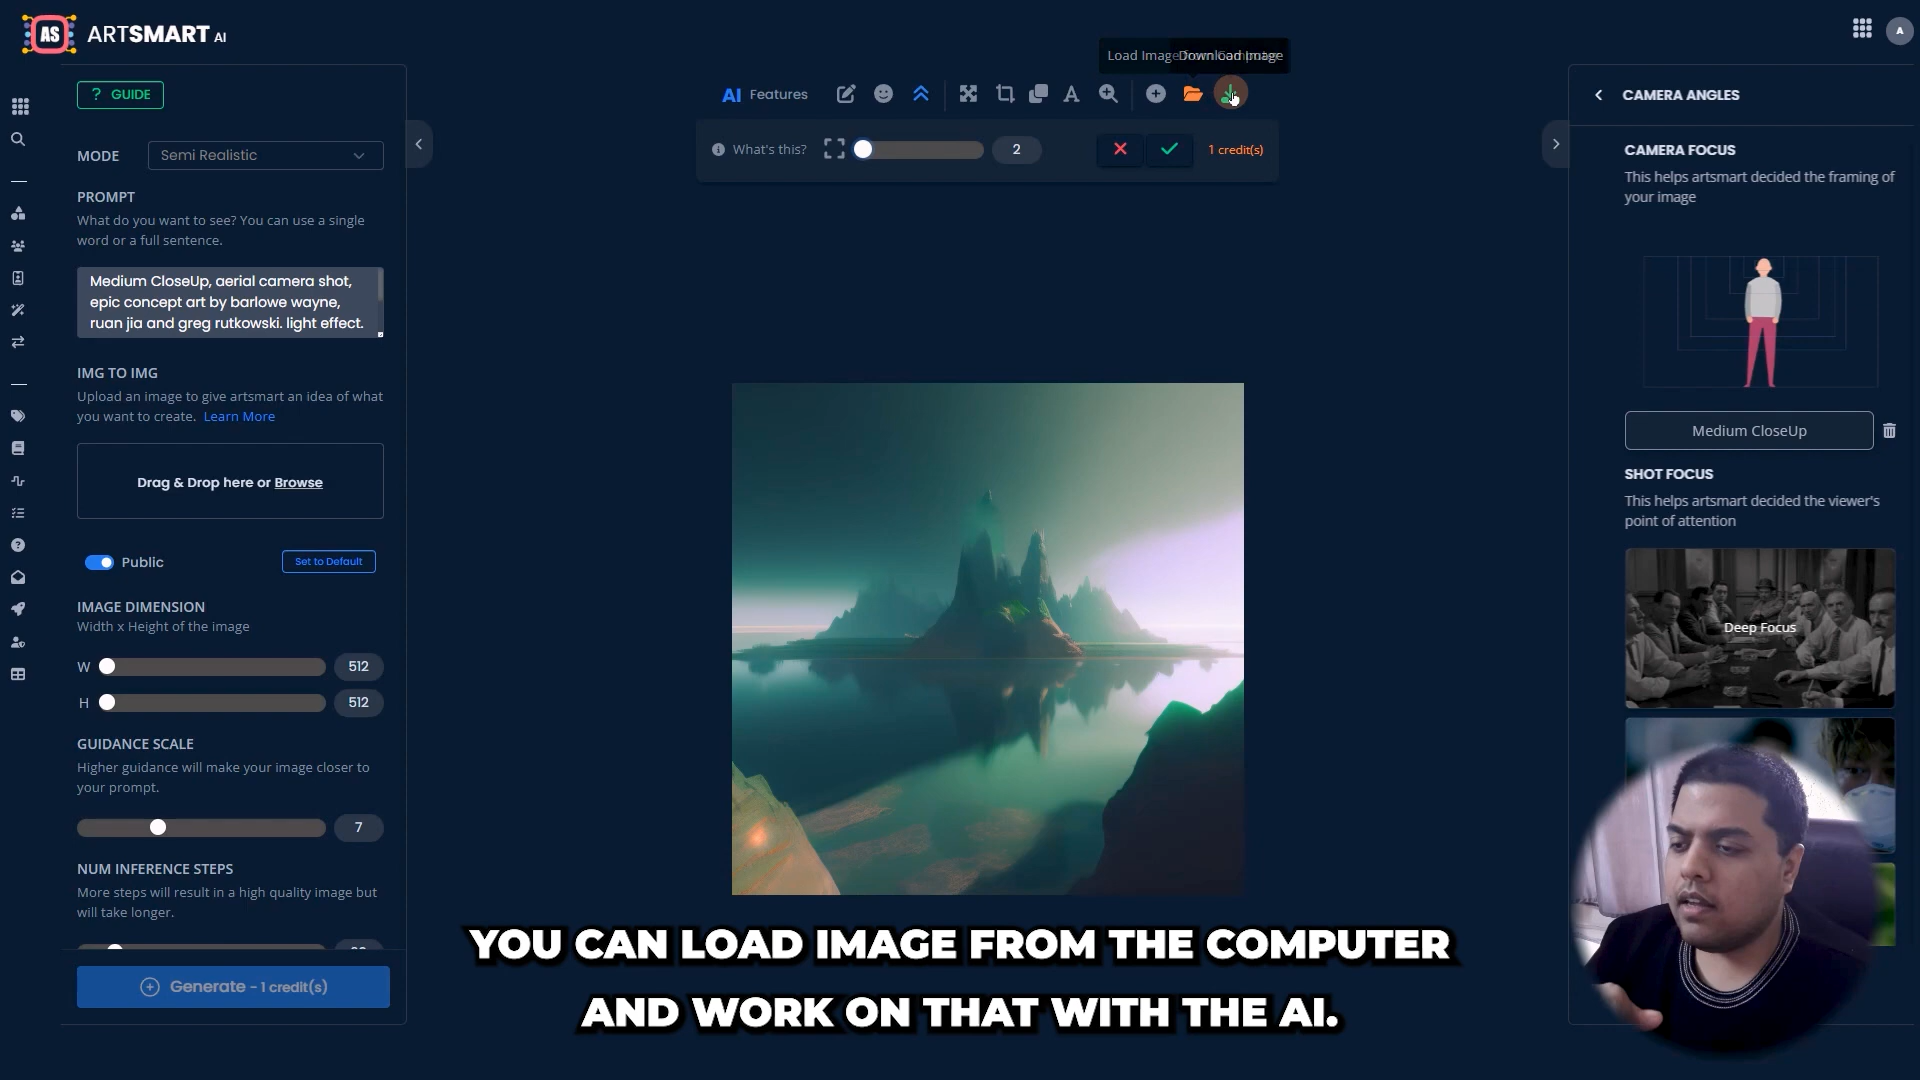 AS ARTSMART AI
A
Load Image
Download Image
? GUIDE
AI Features
CAMERA ANGLES
MODE
Semi Realistic
What's this?
2
1 credit(s)
CAMERA FOCUS
This helps artsmart decided the framing of
your image
PROMPT
What do you want to see? You can use a single
word or a full sentence.
Medium CloseUp, aerial camera shot,
epic concept art by barlowe wayne,
ruan jia and greg rutkowski. light effect.
IMG TO IMG
Upload an image to give artsmart an idea of what
you want to create. Learn More
Drag & Drop here or Browse
Medium CloseUp
SHOT FOCUS
This helps artsmart decided the viewer's
point of attention
Deep Focus
Public
Set to Default
IMAGE DIMENSION
Width x Height of the image
W
512
H
512
GUIDANCE SCALE
Higher guidance will make your image closer to
your prompt.
7
NUM INFERENCE STEPS
More steps will result in a high quality image but
will take longer.
Generate - 1 credit(s)
YOU CAN LOAD IMAGE FROM THE COMPUTER
AND WORK ON THAT WITH THE AI.